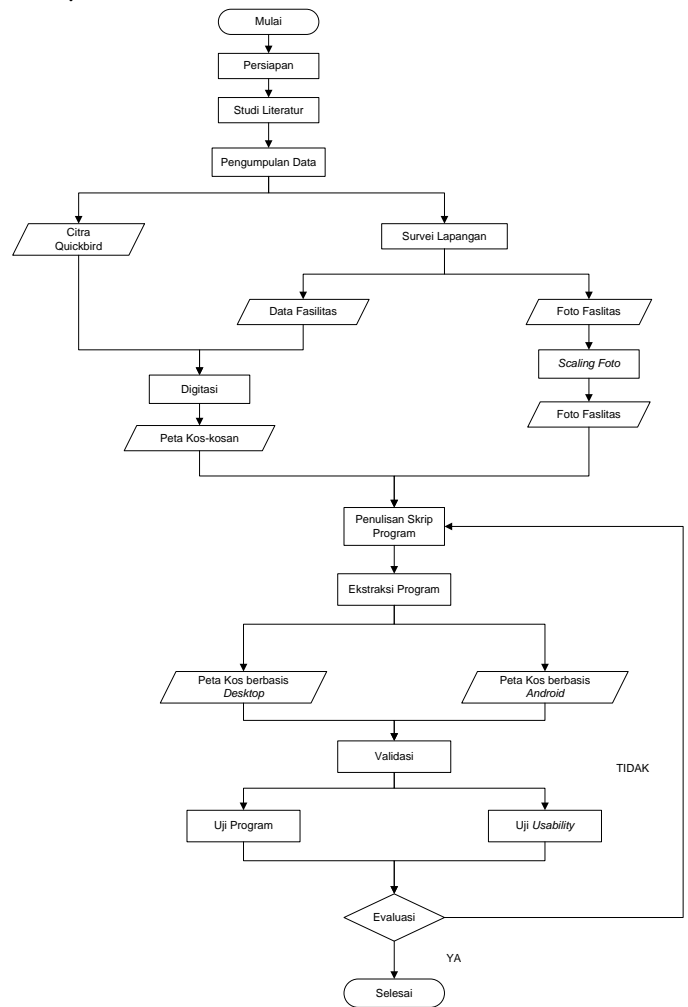 Mulai
Persiapan
Studi Literatur
Pengumpulan Data
Citra
Quickbird
Survei Lapangan
Data Fasilitas
Foto Faslitas
Scaling Foto
Digitasi
Foto Faslitas
Peta Kos-kosan
Penulisan Skrip
Program
Ekstraksi Program
Peta Kos berbasis
Desktop
Peta Kos berbasis
Android
Validasi
TIDAK
Uji Program
Uji Usability
Evaluasi
YA
Selesai